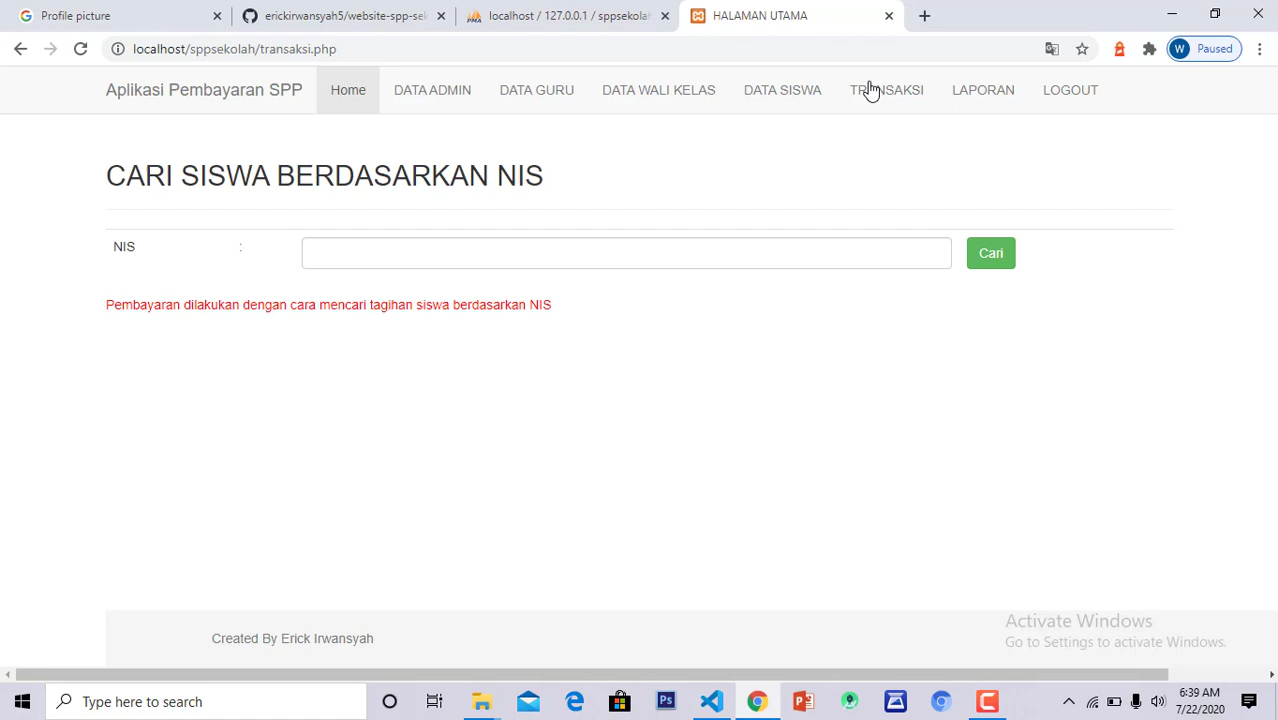 Profile picture
erickirwansyah5/website-spp-sel
localhost / 127.0.0.1 / sppsekola
HALAMAN UTAMA
localhost/sppsekolah/transaksi.php
W Paused
Aplikasi Pembayaran SPP
Home
DATA ADMIN
DATA GURU
DATA WALI KELAS
DATA SISWA
TRANSAKSI
LAPORAN
LOGOUT
CARI SISWA BERDASARKAN NIS
NIS :
Cari
Pembayaran dilakukan dengan cara mencari tagihan siswa berdasarkan NIS
Created By Erick Irwansyah
Activate Windows
Go to Settings to activate Windows.
Type here to search
Ps
6:39 AM
7/22/2020